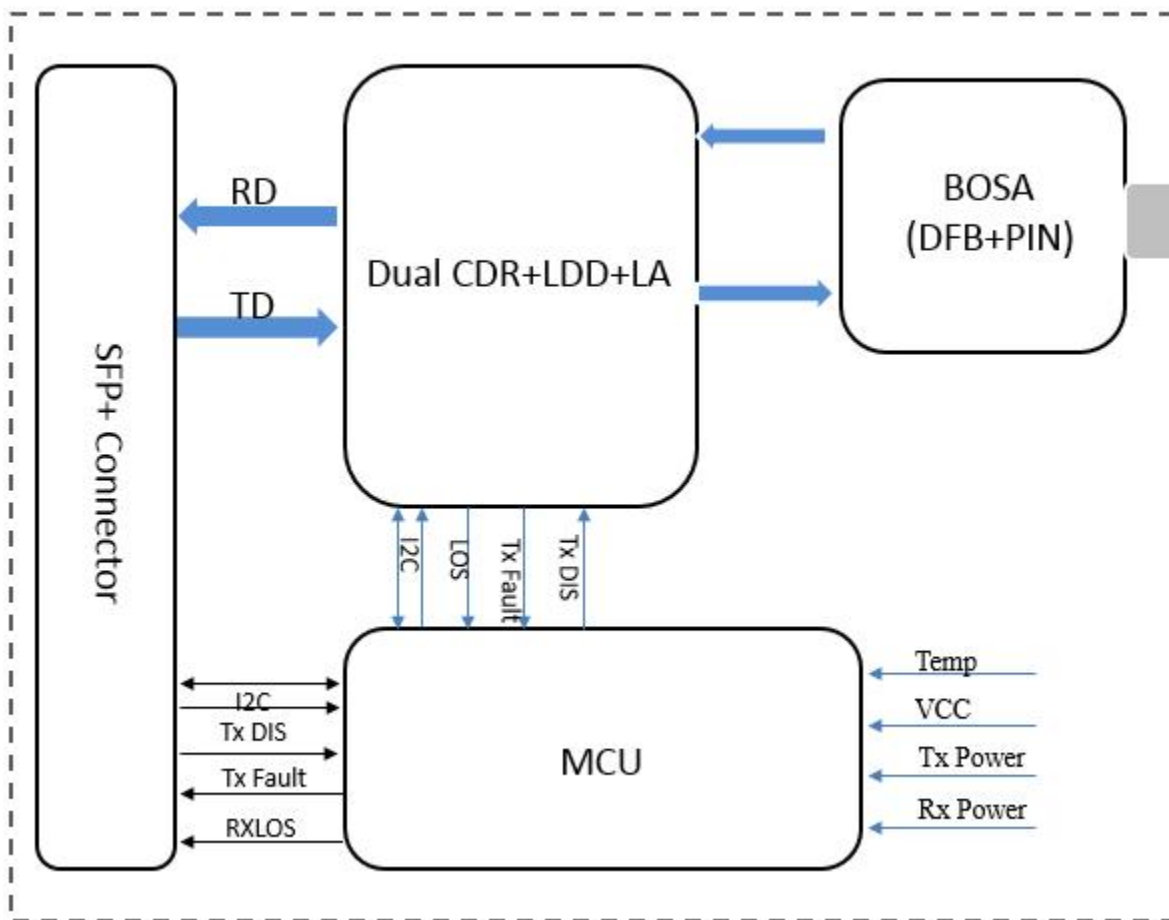 RD
TD
SFP+ Connector
Dual CDR+LDD+LA
BOSA
(DFB+PIN)
I2C
LOS
Tx Fault
Tx DIS
I2C
Tx DIS
Tx Fault
RXLOS
MCU
Temp
VCC
Tx Power
Rx Power